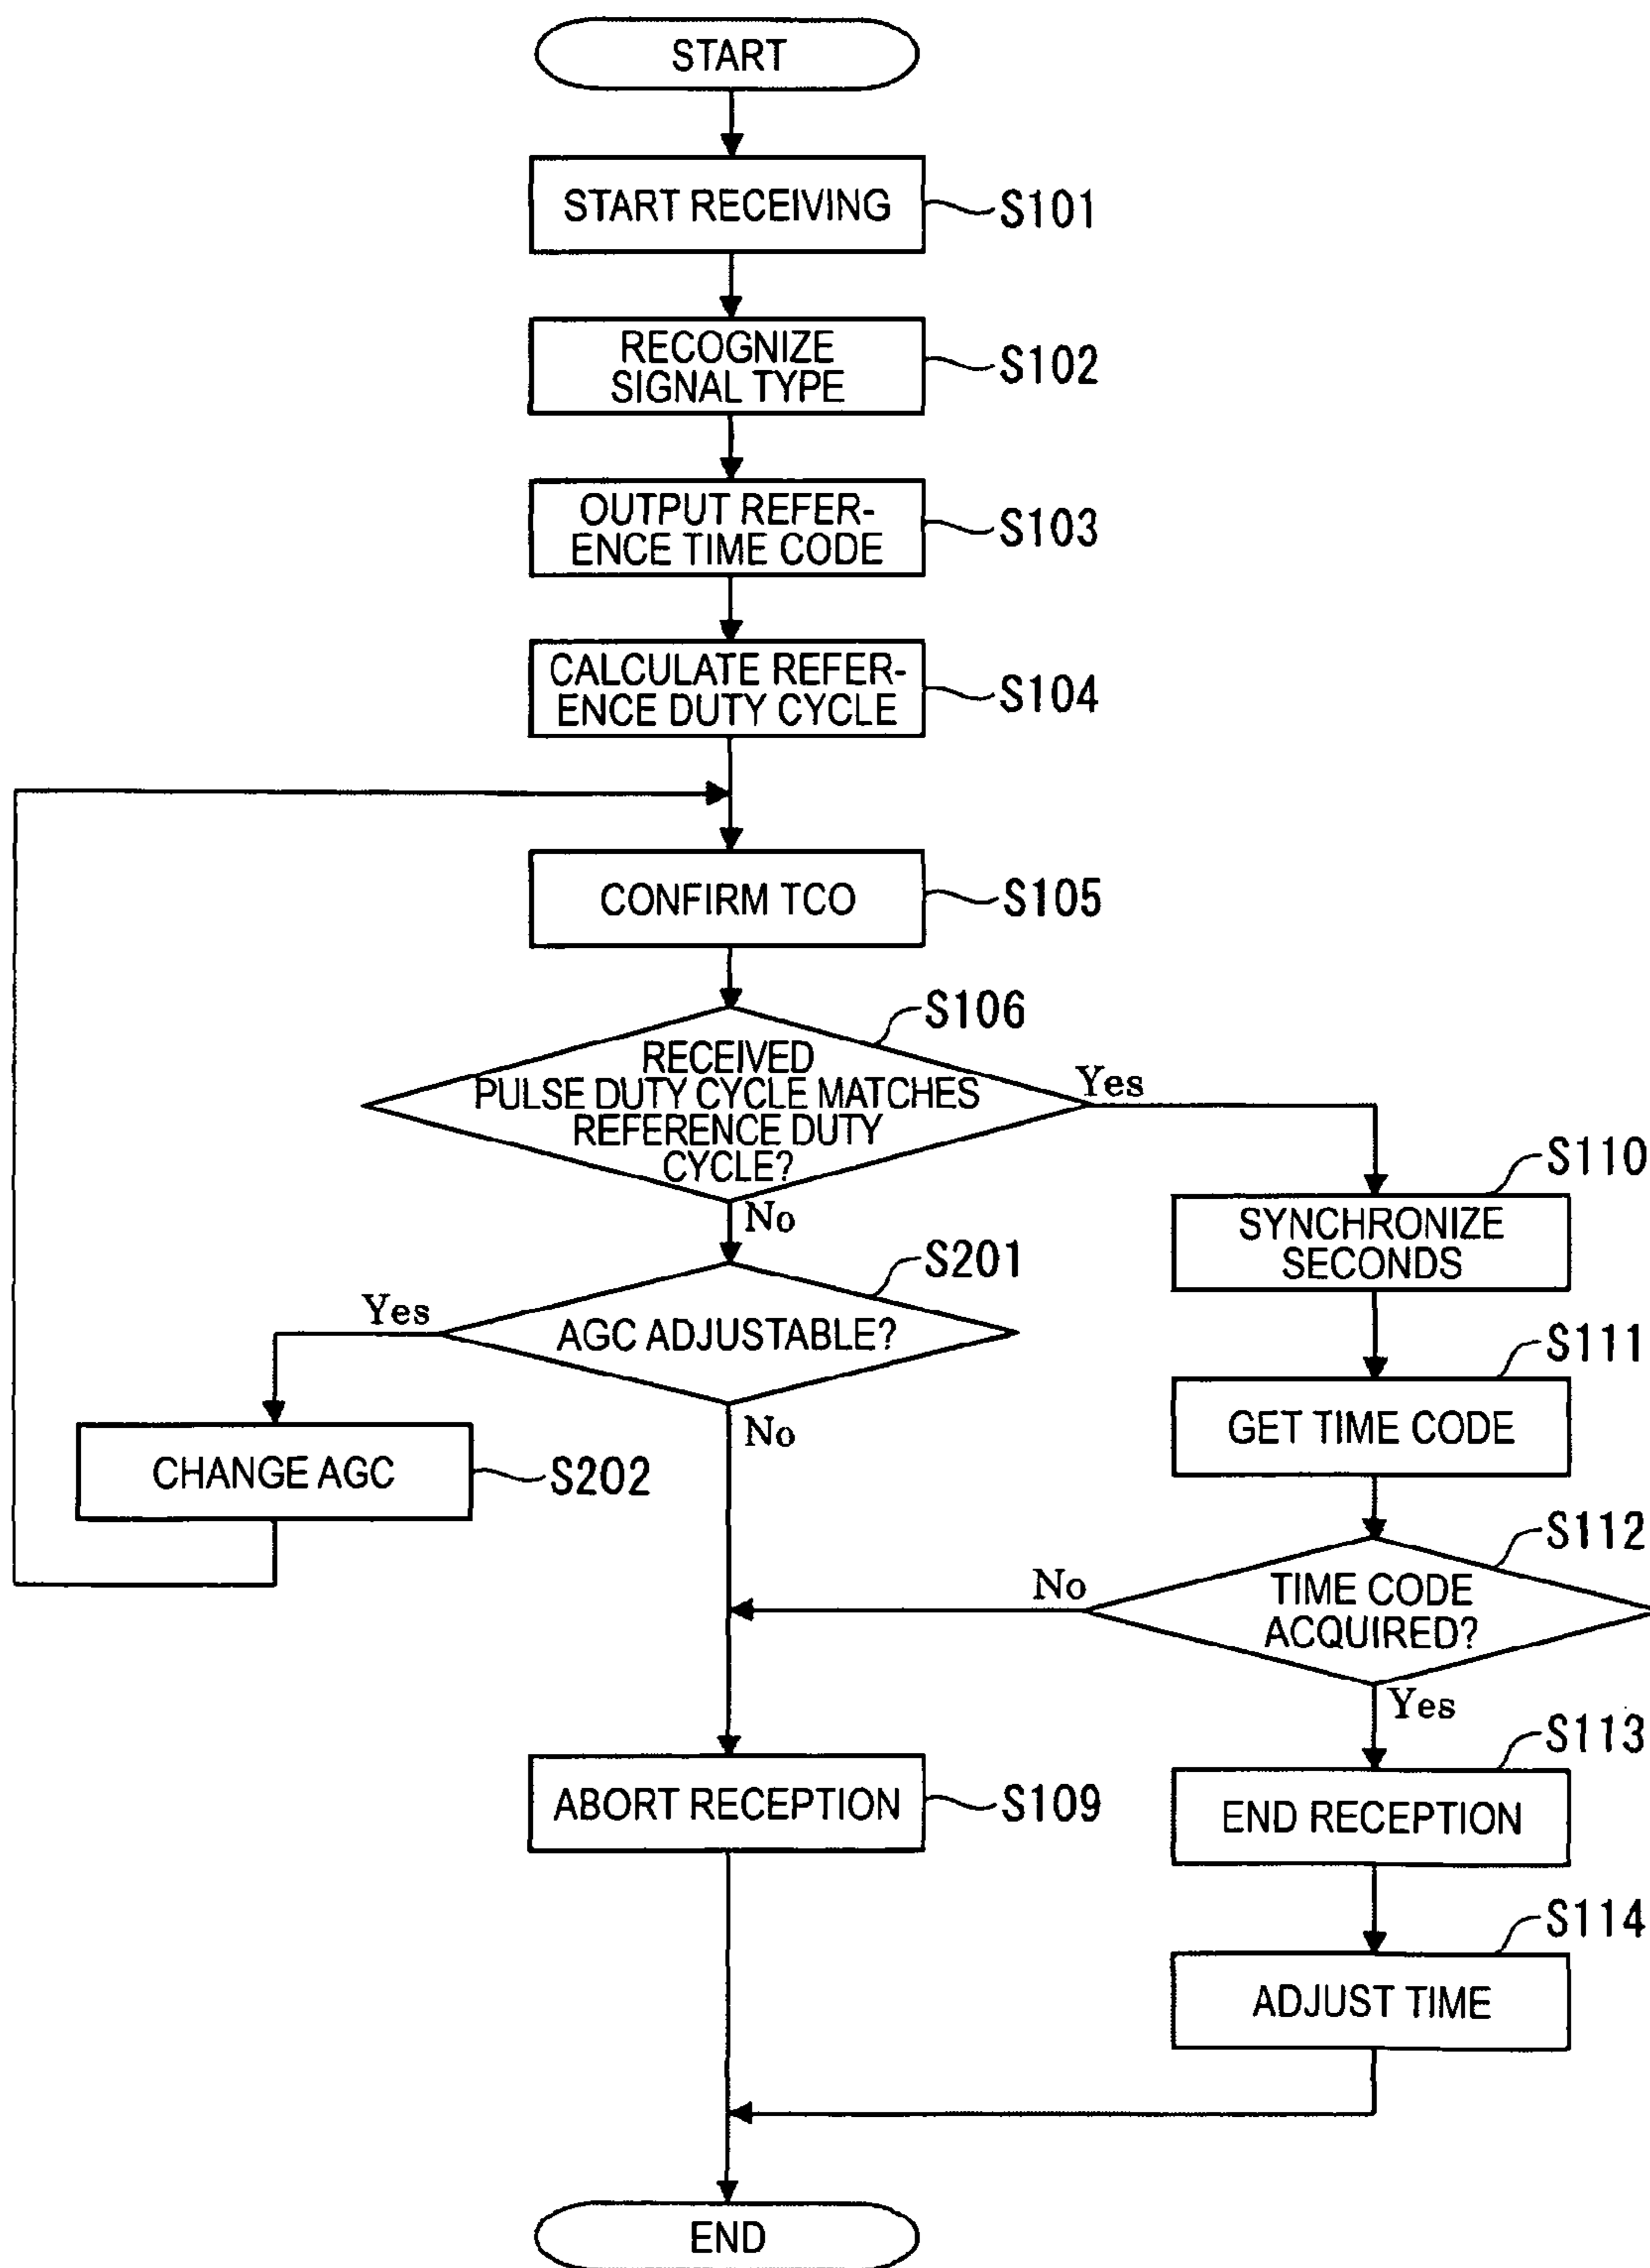 START
START RECEIVING
S101
RECOGNIZE
SIGNAL TYPE
S102
OUTPUT REFER-
ENCE TIME CODE
S103
CALCULATE REFER-
ENCE DUTY CYCLE
S104
CONFIRM TCO
S105
S106
RECEIVED
PULSE DUTY CYCLE MATCHES
REFERENCE DUTY
CYCLE?
Yes
No
S110
SYNCHRONIZE
SECONDS
S201
AGC ADJUSTABLE?
Yes
No
S111
GET TIME CODE
CHANGE AGC
S202
S112
TIME CODE
ACQUIRED?
No
Yes
S113
END RECEPTION
ABORT RECEPTION
S109
S114
ADJUST TIME
END